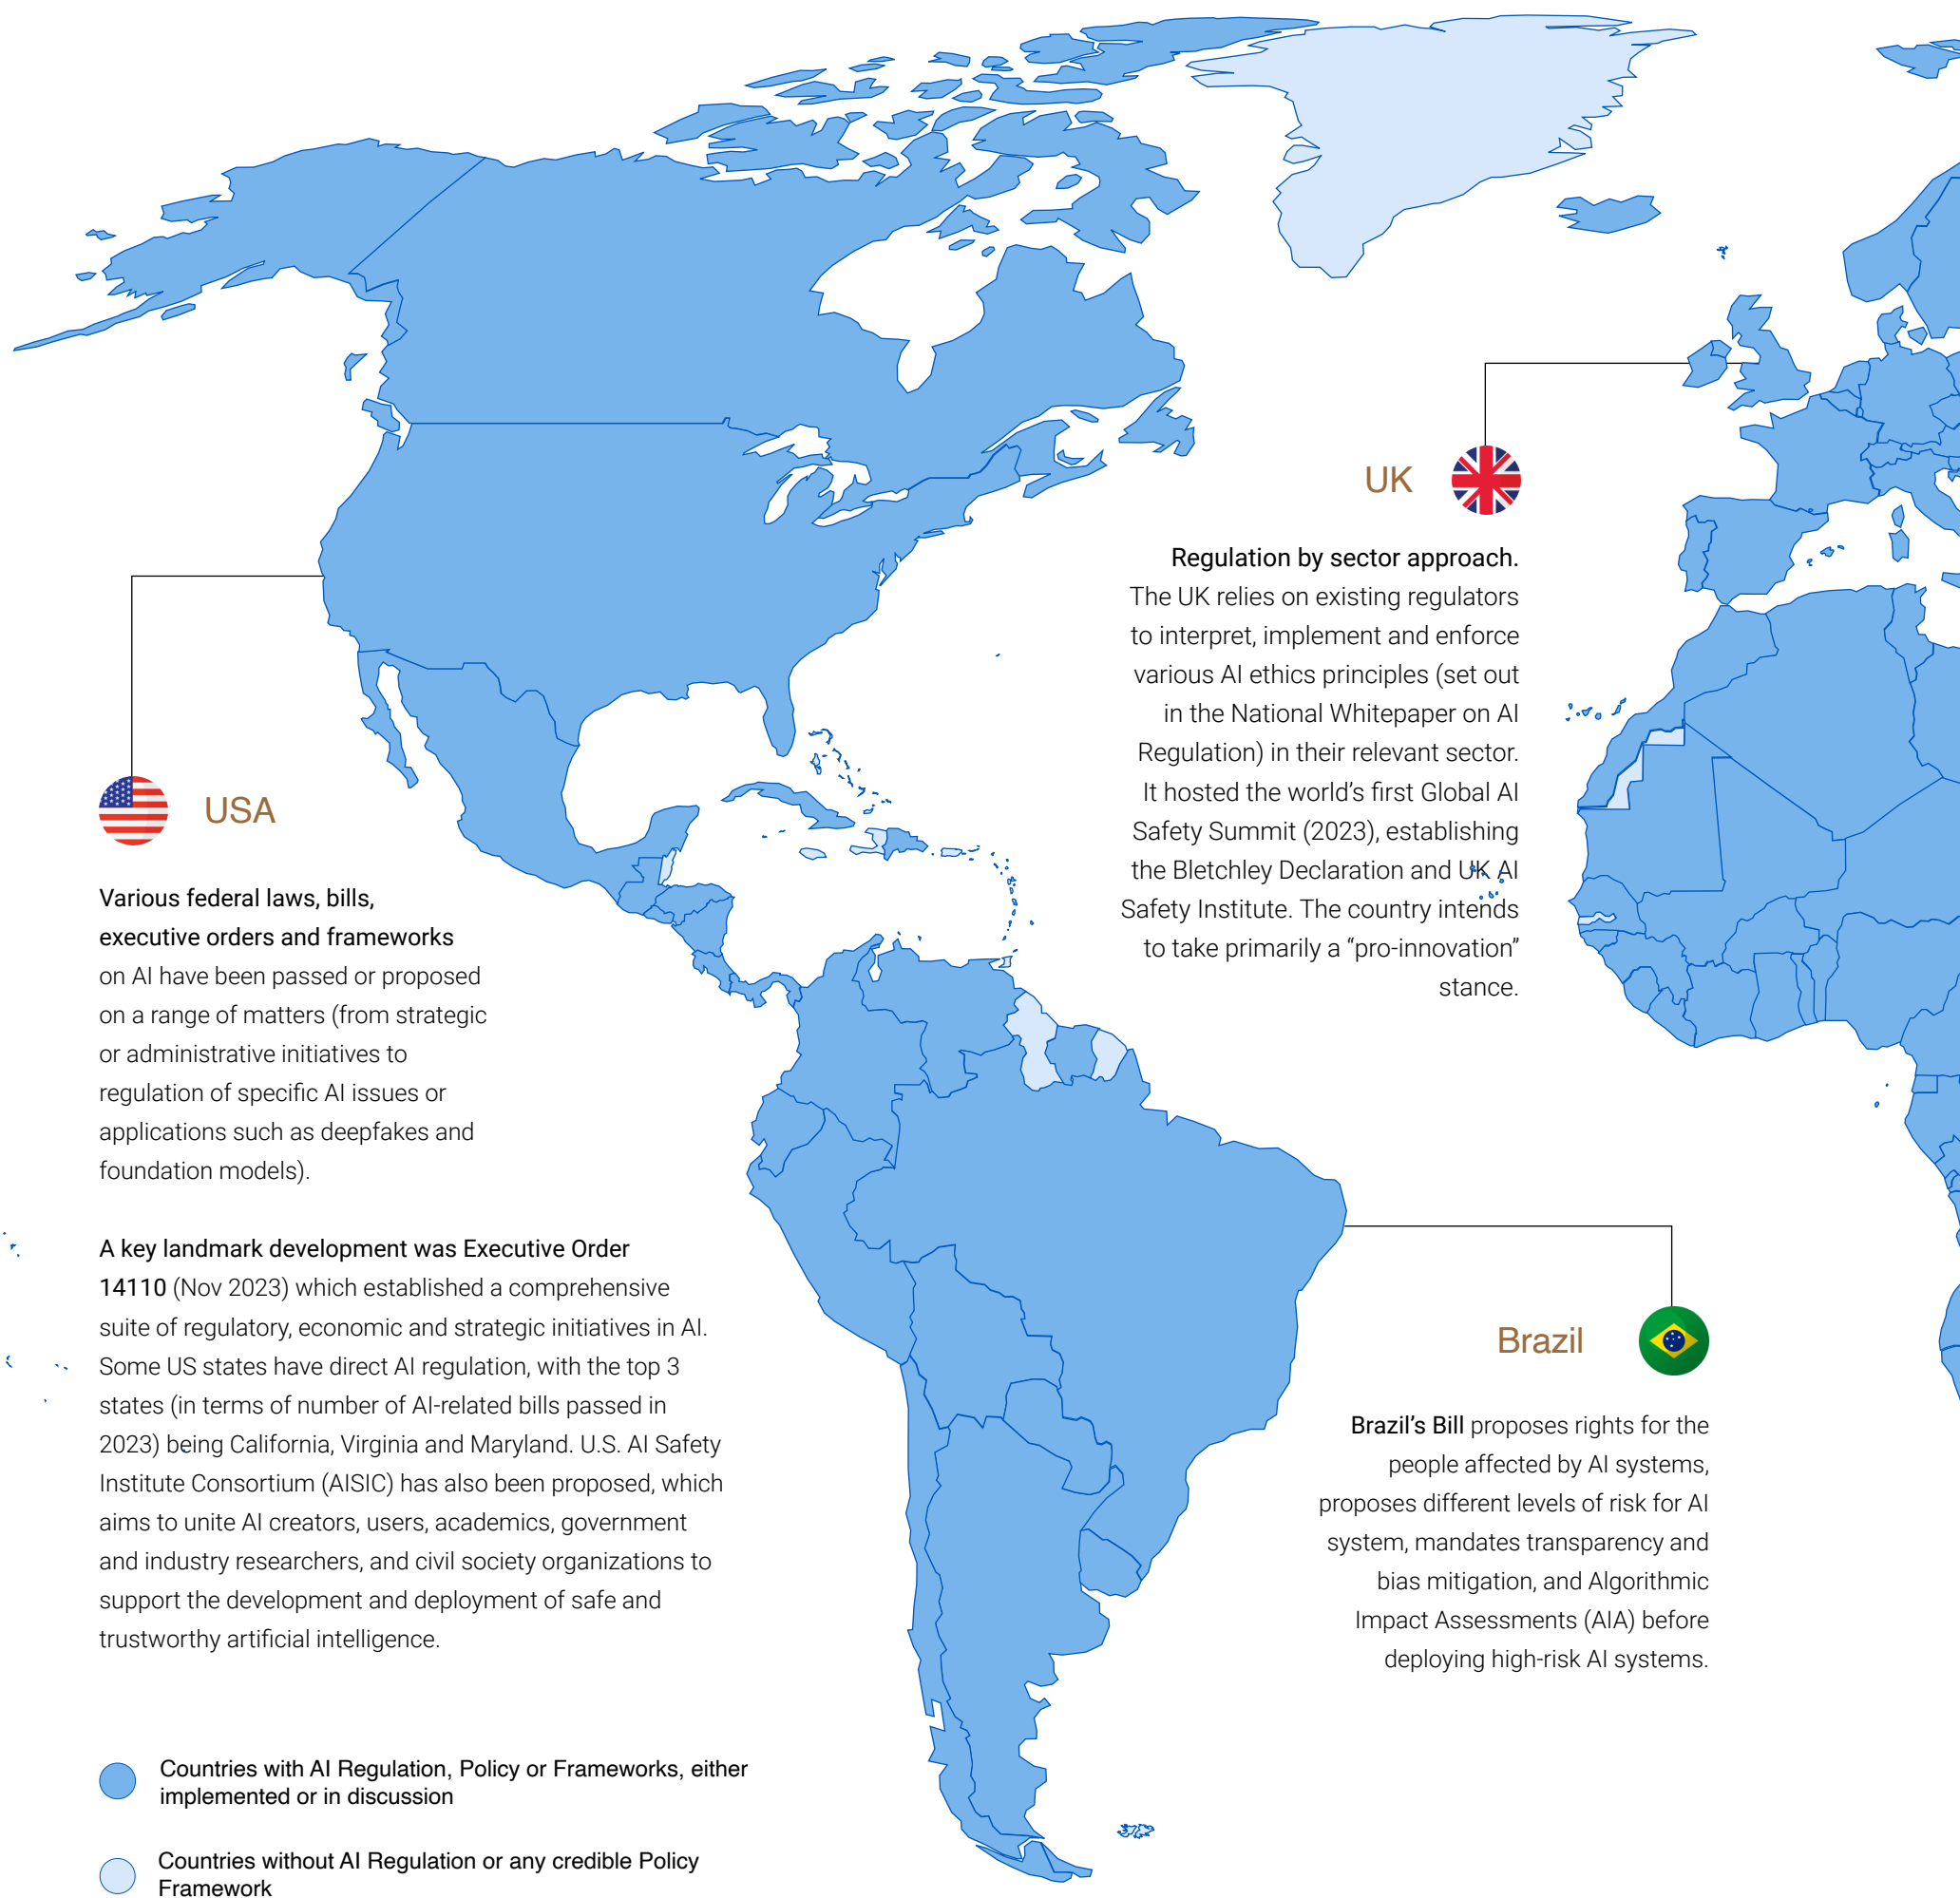 USA
Various federal laws, bills,
executive orders and frameworks
on AI have been passed or proposed
on a range of matters (from strategic
or administrative initiatives to
regulation of specific AI issues or
applications such as deepfakes and
foundation models).
A key landmark development was Executive Order
14110 (Nov 2023) which established a comprehensive
suite of regulatory, economic and strategic initiatives in AI.
Some US states have direct AI regulation, with the top 3
states (in terms of number of AI-related bills passed in
2023) being California, Virginia and Maryland. U.S. AI Safety
Institute Consortium (AISIC) has also been proposed, which
aims to unite AI creators, users, academics, government
and industry researchers, and civil society organizations to
support the development and deployment of safe and
trustworthy artificial intelligence.
UK
Regulation by sector approach.
The UK relies on existing regulators
to interpret, implement and enforce
various AI ethics principles (set out
in the National Whitepaper on AI
Regulation) in their relevant sector.
It hosted the world's first Global AI
Safety Summit (2023), establishing
the Bletchley Declaration and UK AI
Safety Institute. The country intends
to take primarily a “pro-innovation”
stance.
Brazil
Brazil's Bill proposes rights for the
people affected by AI systems,
proposes different levels of risk for AI
system, mandates transparency and
bias mitigation, and Algorithmic
Impact Assessments (AIA) before
deploying high-risk AI systems.
Countries with AI Regulation, Policy or Frameworks, either
implemented or in discussion
Countries without AI Regulation or any credible Policy
Framework